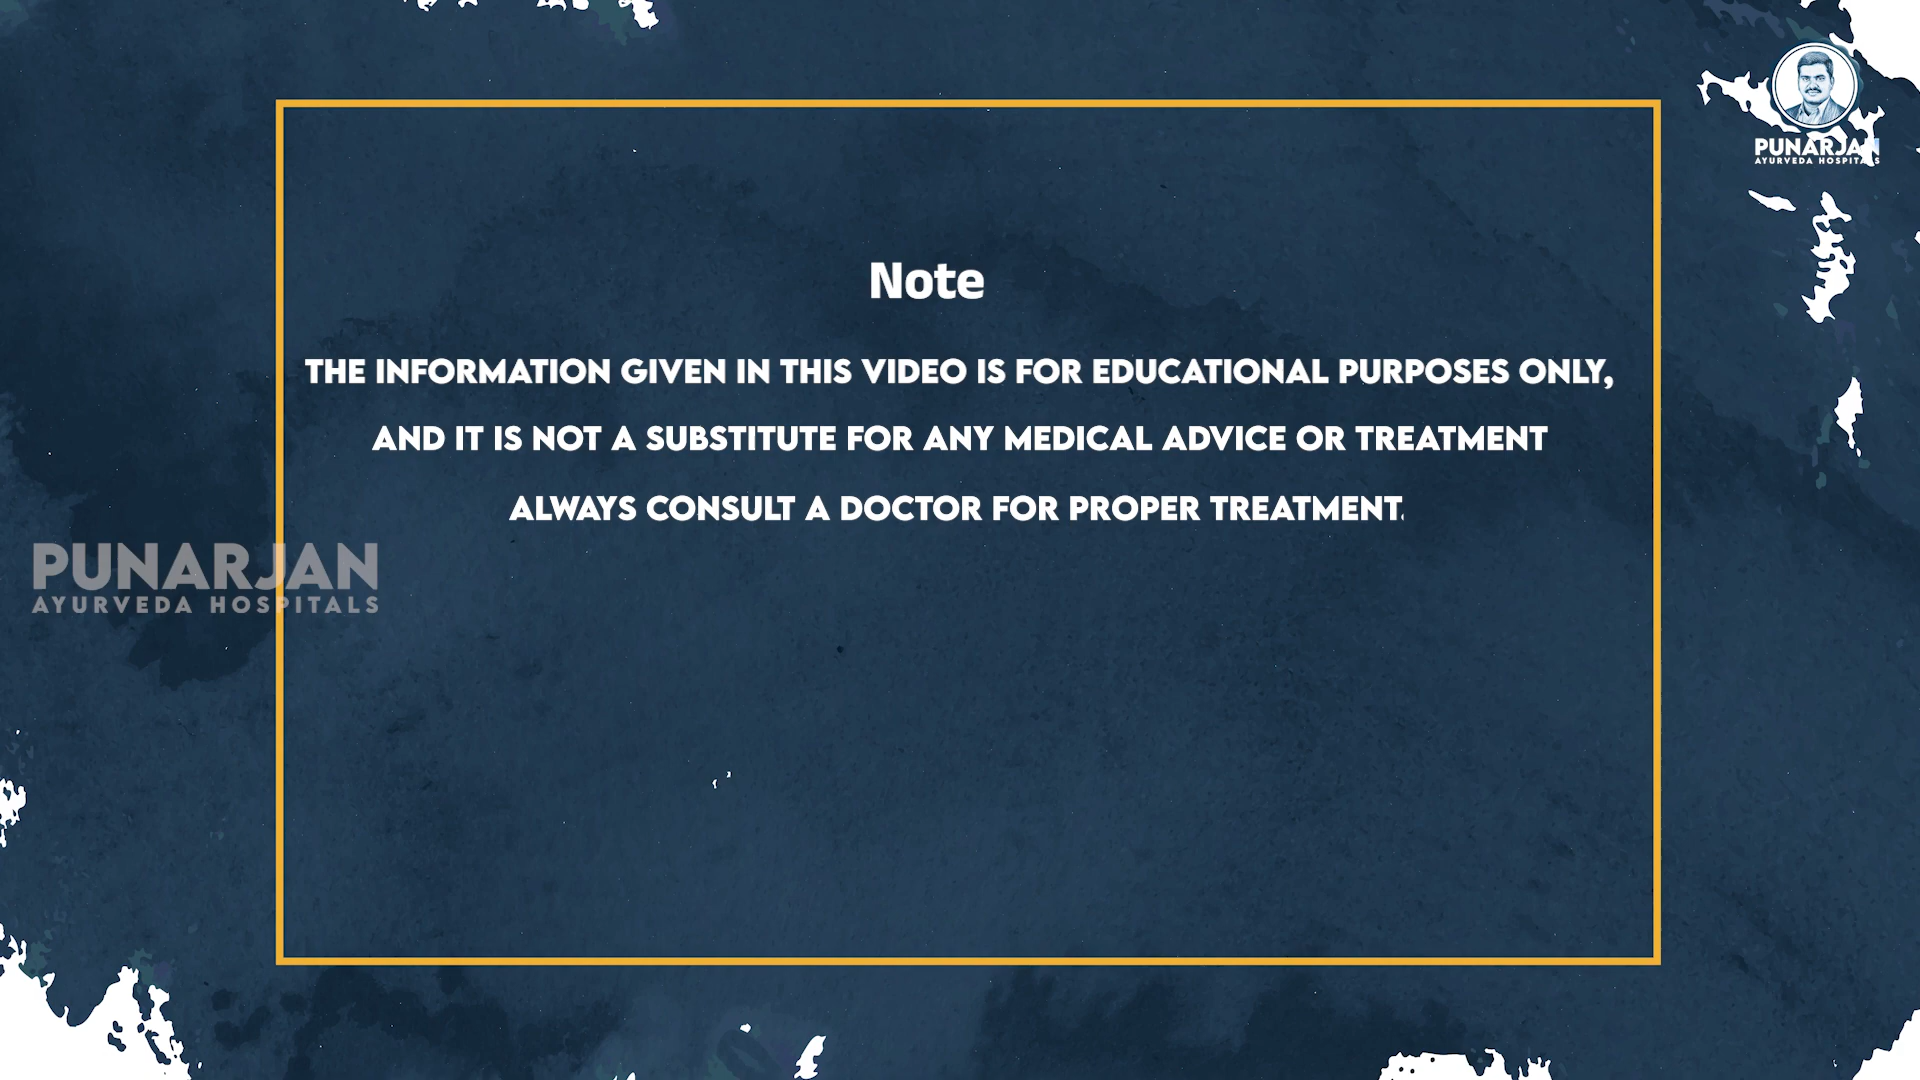 PUNARJAN
AYURVEDA HOSPITALS
Note
THE INFORMATION GIVEN IN THIS VIDEO IS FOR EDUCATIONAL PURPOSES ONLY,
AND IT IS NOT A SUBSTITUTE FOR ANY MEDICAL ADVICE OR TREATMENT
ALWAYS CONSULT A DOCTOR FOR PROPER TREATMENT.
PUNARJAN
AYURVEDA HOSPITALS